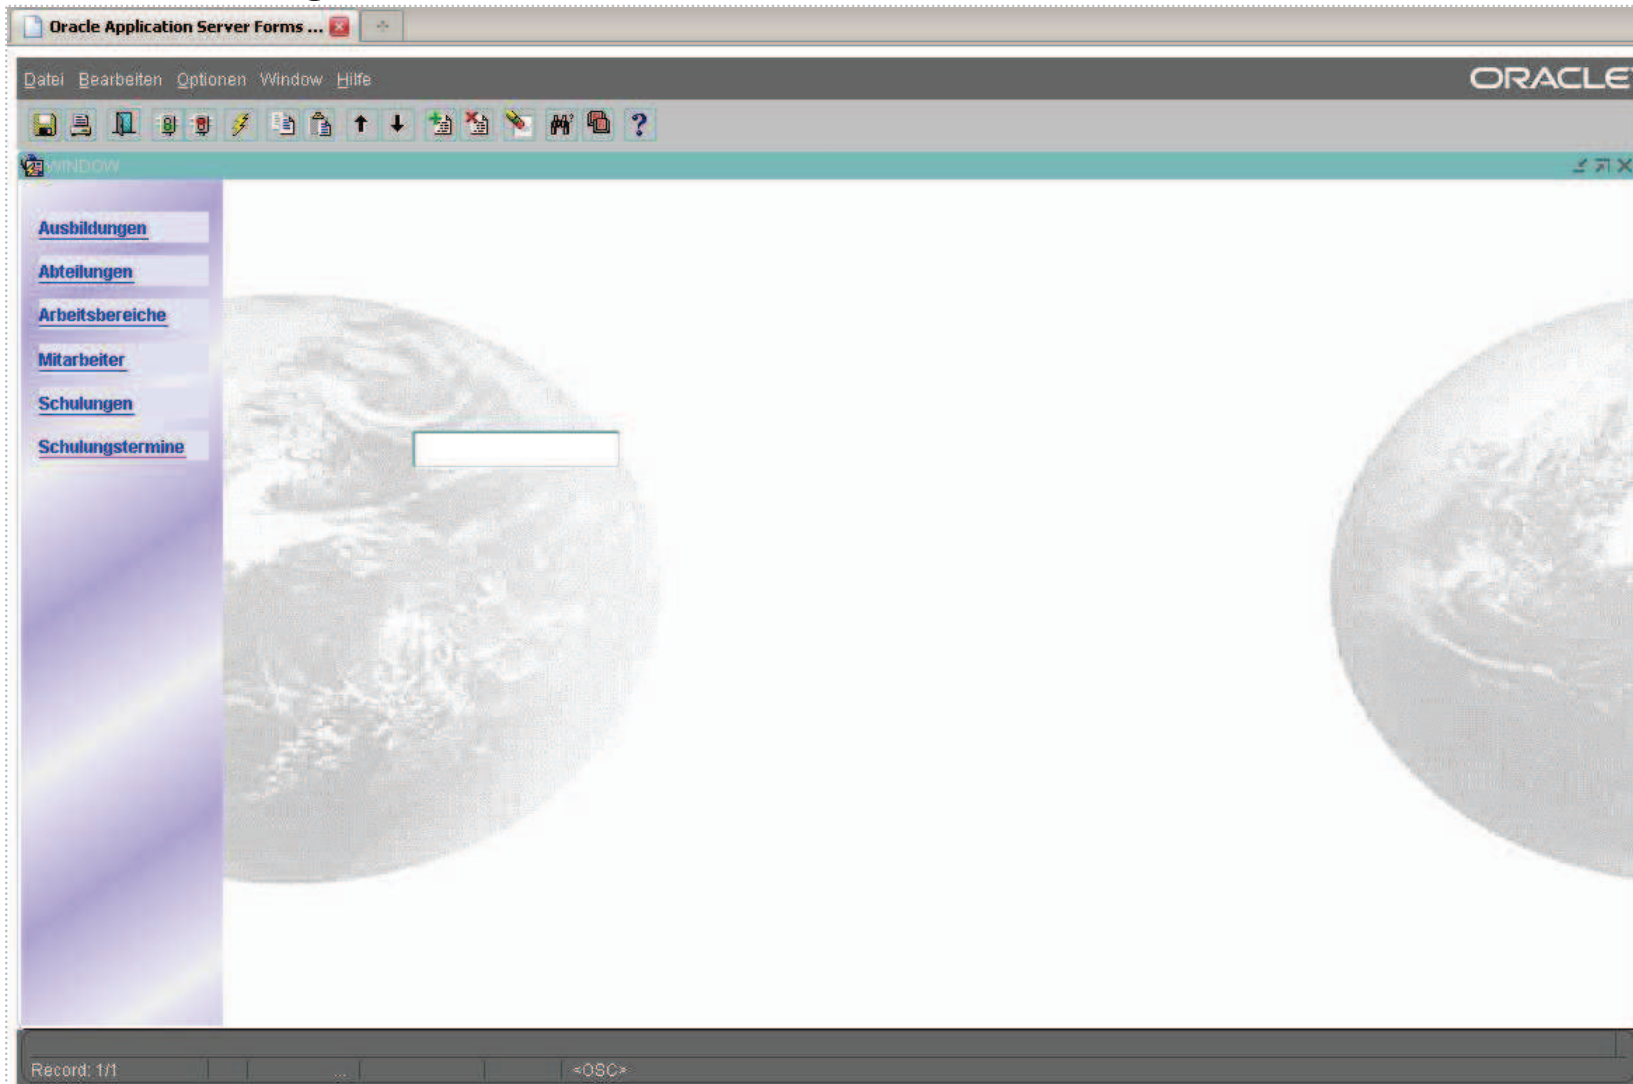 Oracle Application Server Forms ...
Datei Bearbeiten Optionen Window Hilfe
ORACLE
WINDOW
Ausbildungen
Abteilungen
Arbeitsbereiche
Mitarbeiter
Schulungen
Schulungstermine
Record: 1/1 ... <OSC>